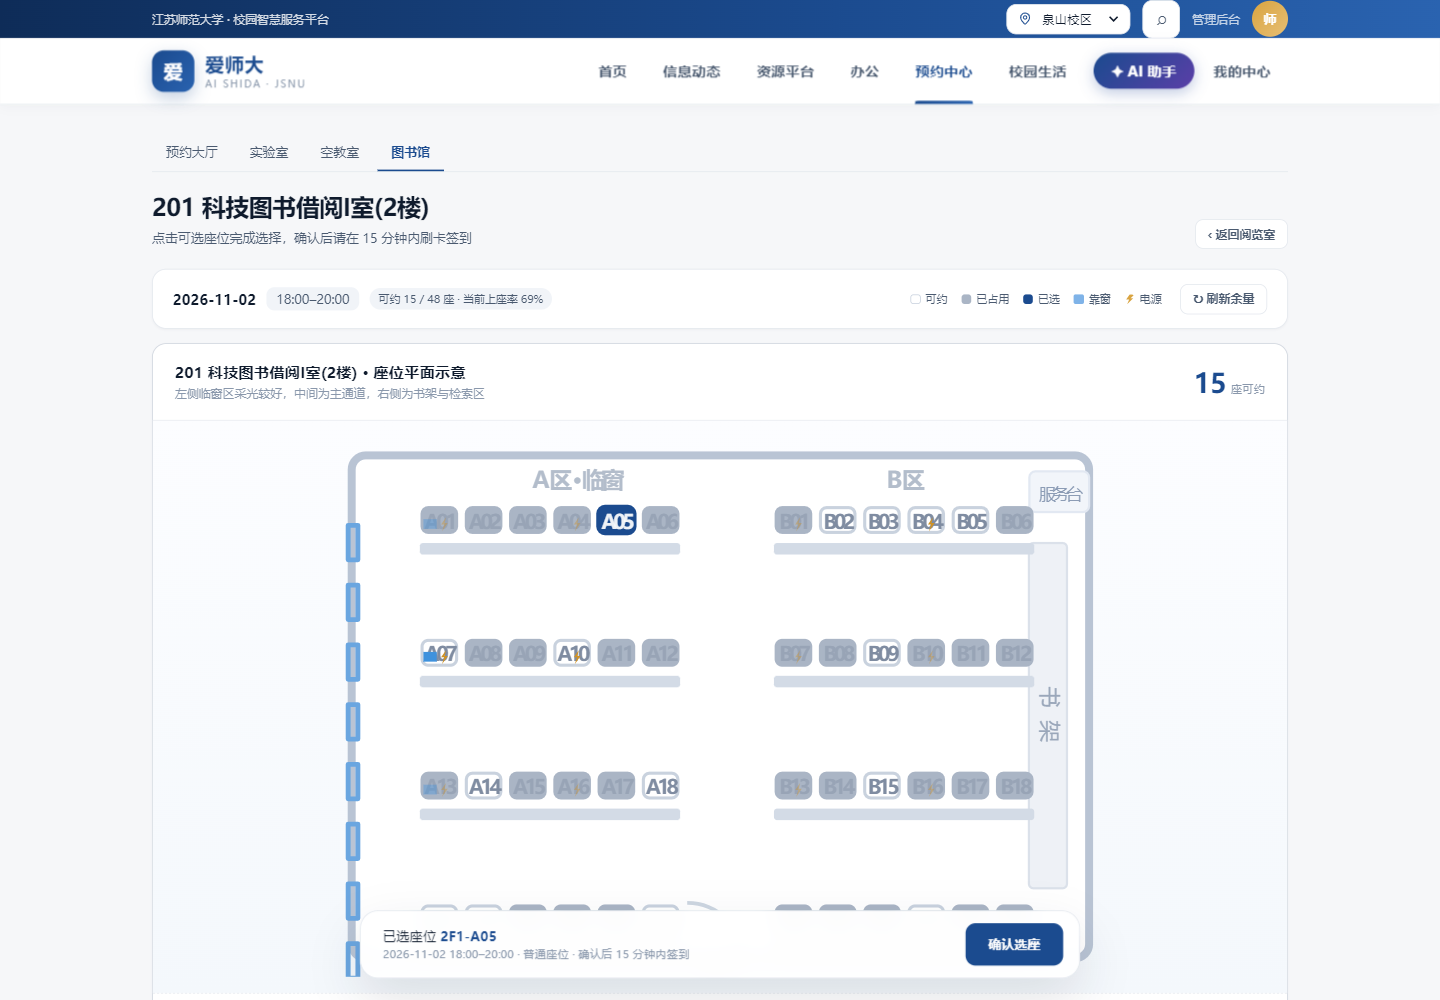 江苏师范大学 · 校园智慧服务平台
泉山校区
管理后台
师
爱
爱师大
AI SHIDA · JSNU
首页
信息动态
资源平台
办公
预约中心
校园生活
✦ AI 助手
我的中心
预约大厅
实验室
空教室
图书馆
201 科技图书借阅I室(2楼)
点击可选座位完成选择，确认后请在 15 分钟内刷卡签到
‹ 返回阅览室
2026-11-02
18:00–20:00
可约 15 / 48 座 · 当前上座率 69%
可约
已占用
已选
靠窗
电源
↻ 刷新余量
201 科技图书借阅I室(2楼) • 座位平面示意
左侧临窗区采光较好，中间为主通道，右侧为书架与检索区
15 座可约
A区•临窗
B区
服务台
A01 A02 A03 A04 A05 A06
B01 B02 B03 B04 B05 B06
A07 A08 A09 A10 A11 A12
B07 B08 B09 B10 B11 B12
书架
A13 A14 A15 A16 A17 A18
B13 B14 B15 B16 B17 B18
已选座位 2F1-A05
2026-11-02 18:00–20:00 · 普通座位 · 确认后 15 分钟内签到
确认选座